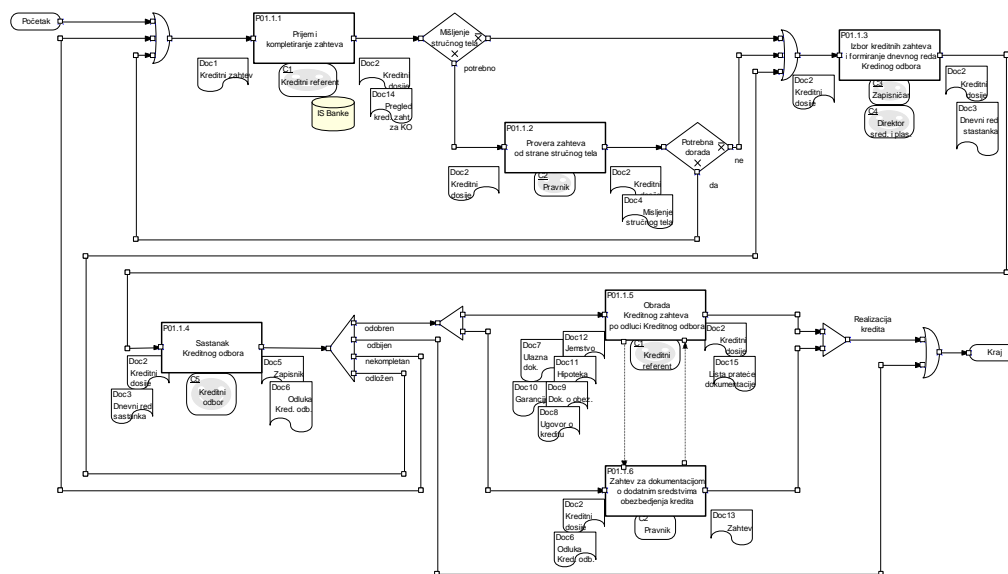 Početak
P01.1.1
Prijem i
kompletiranje zahteva
Doc1
Kreditni zahtev
C1
Kreditni referent
IS Banke
Doc2
Kreditni
dosije
Doc14
Pregled
kred. zaht.
za KO
Mišljenje
stručnog tela
potrebno
P01.1.2
Provera zahteva
od strane stručnog tela
Doc2
Kreditni
dosije
C2
Pravnik
Doc2
Kreditni
dosije
Doc4
Misljenje
stručnog tela
Potrebna
dorada
ne
da
P01.1.3
Izbor kreditnih zahteva
i formiranje dnevnog reda
Kredinog odbora
Doc2
Kreditni
dosije
C3
Zapisničar
C4
Direktor
sred. i plas.
Doc2
Kreditni
dosije
Doc3
Dnevni red
stastanka
P01.1.4
Sastanak
Kreditnog odbora
Doc2
Kreditni
dosije
Doc3
Dnevni red
sastanka
C5
Kreditni
odbor
Doc5
Zapisnik
Doc6
Odluka
Kred. odb.
odobren
odbijen
nekompletan
odložen
P01.1.5
Obrada
Kreditnog zahteva
po odluci Kreditnog odbora
Doc12
Jemstvo
Doc7
Ulazna
dok.
Doc11
Hipoteka
Doc10
Garancija
Doc9
Dok. o obez.
Doc8
Ugovor o
kreditu
C1
Kreditni
referent
Doc2
Kreditni
dosije
Doc15
Lista prateće
dokumentacije
P01.1.6
Zahtev za dokumentacijom
o dodatnim sredstvima
obezbedjenja kredita
Doc2
Kreditni
dosije
Doc6
Odluka
Kred. odb.
C2
Pravnik
Doc13
Zahtev
Realizacija
kredita
Kraj